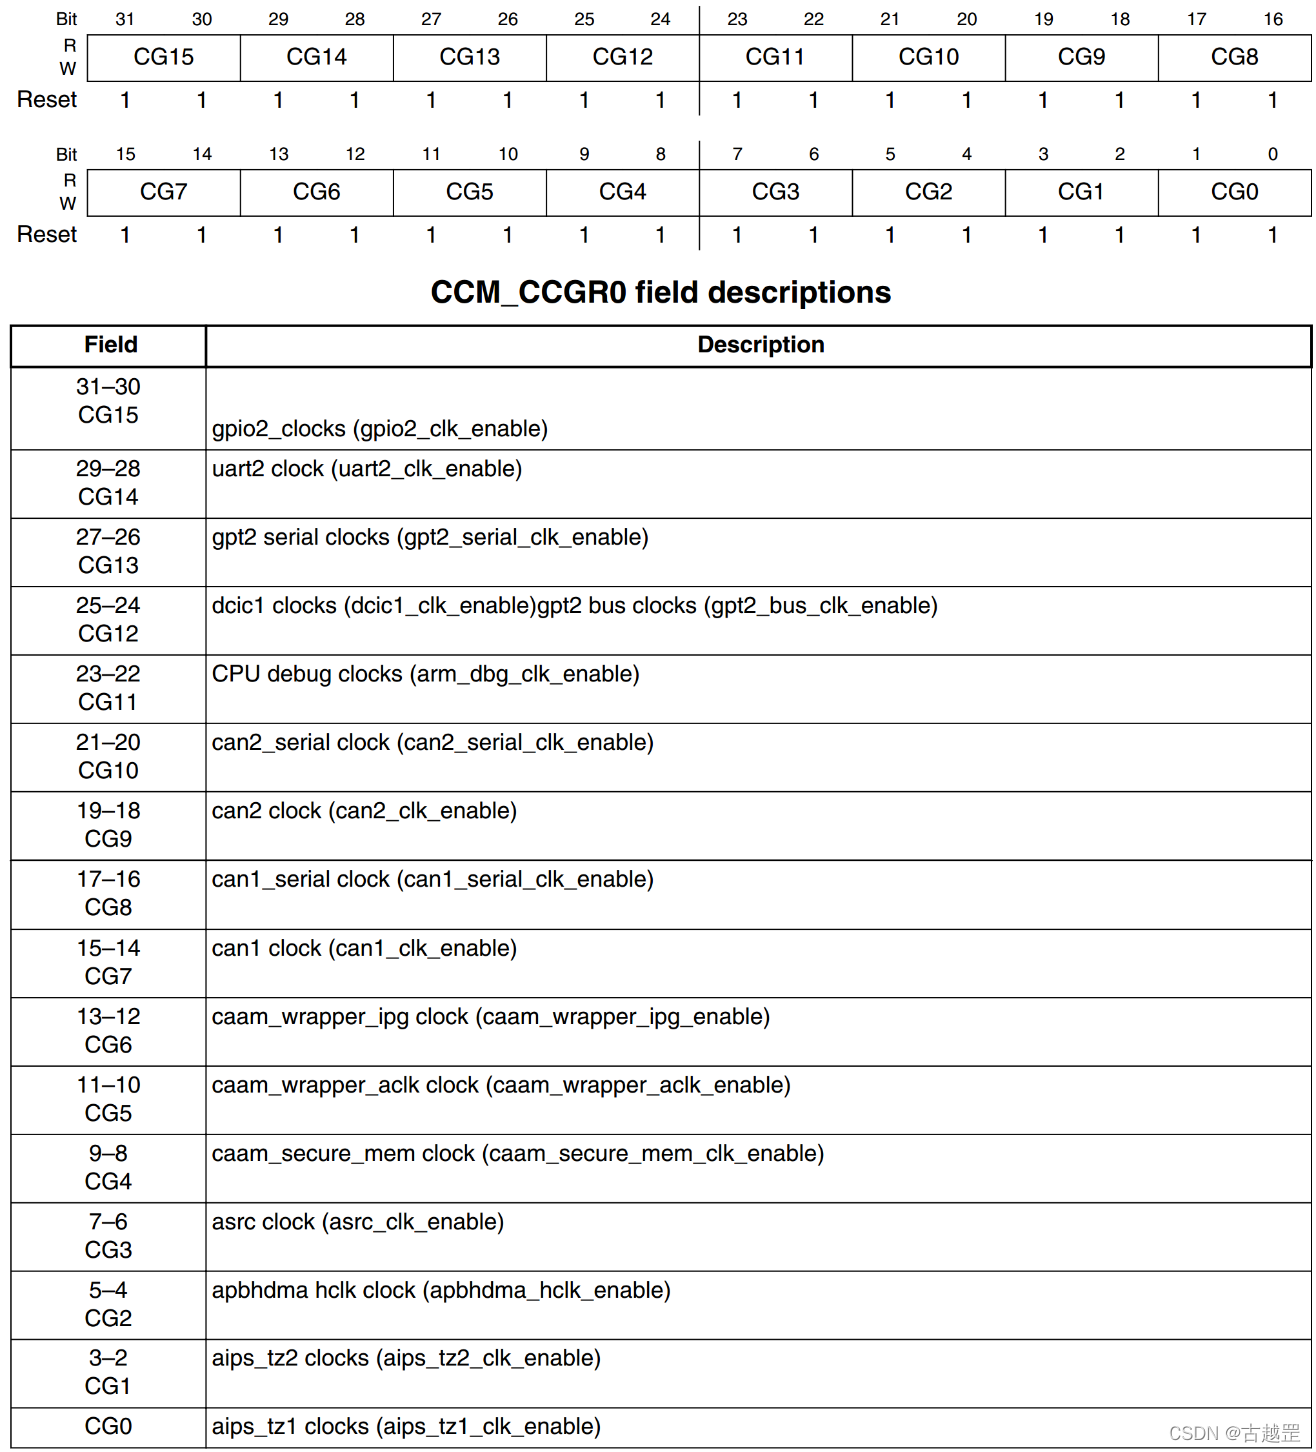 Bit 31 30 29 28 27 26 25 24 23 22 21 20 19 18 17 16
R
W
CG15 CG14 CG13 CG12 CG11 CG10 CG9 CG8
Reset 1 1 1 1 1 1 1 1 1 1 1 1 1 1 1 1
Bit 15 14 13 12 11 10 9 8 7 6 5 4 3 2 1 0
R
W
CG7 CG6 CG5 CG4 CG3 CG2 CG1 CG0
Reset 1 1 1 1 1 1 1 1 1 1 1 1 1 1 1 1
CCM_CCGR0 field descriptions
Field Description
31–30
CG15
gpio2_clocks (gpio2_clk_enable)
29–28
CG14
uart2 clock (uart2_clk_enable)
27–26
CG13
gpt2 serial clocks (gpt2_serial_clk_enable)
25–24
CG12
dcic1 clocks (dcic1_clk_enable)gpt2 bus clocks (gpt2_bus_clk_enable)
23–22
CG11
CPU debug clocks (arm_dbg_clk_enable)
21–20
CG10
can2_serial clock (can2_serial_clk_enable)
19–18
CG9
can2 clock (can2_clk_enable)
17–16
CG8
can1_serial clock (can1_serial_clk_enable)
15–14
CG7
can1 clock (can1_clk_enable)
13–12
CG6
caam_wrapper_ipg clock (caam_wrapper_ipg_enable)
11–10
CG5
caam_wrapper_aclk clock (caam_wrapper_aclk_enable)
9–8
CG4
caam_secure_mem clock (caam_secure_mem_clk_enable)
7–6
CG3
asrc clock (asrc_clk_enable)
5–4
CG2
apbhdma hclk clock (apbhdma_hclk_enable)
3–2
CG1
aips_tz2 clocks (aips_tz2_clk_enable)
CG0
aips_tz1 clocks (aips_tz1_clk_enable)
CSDN @古越罡